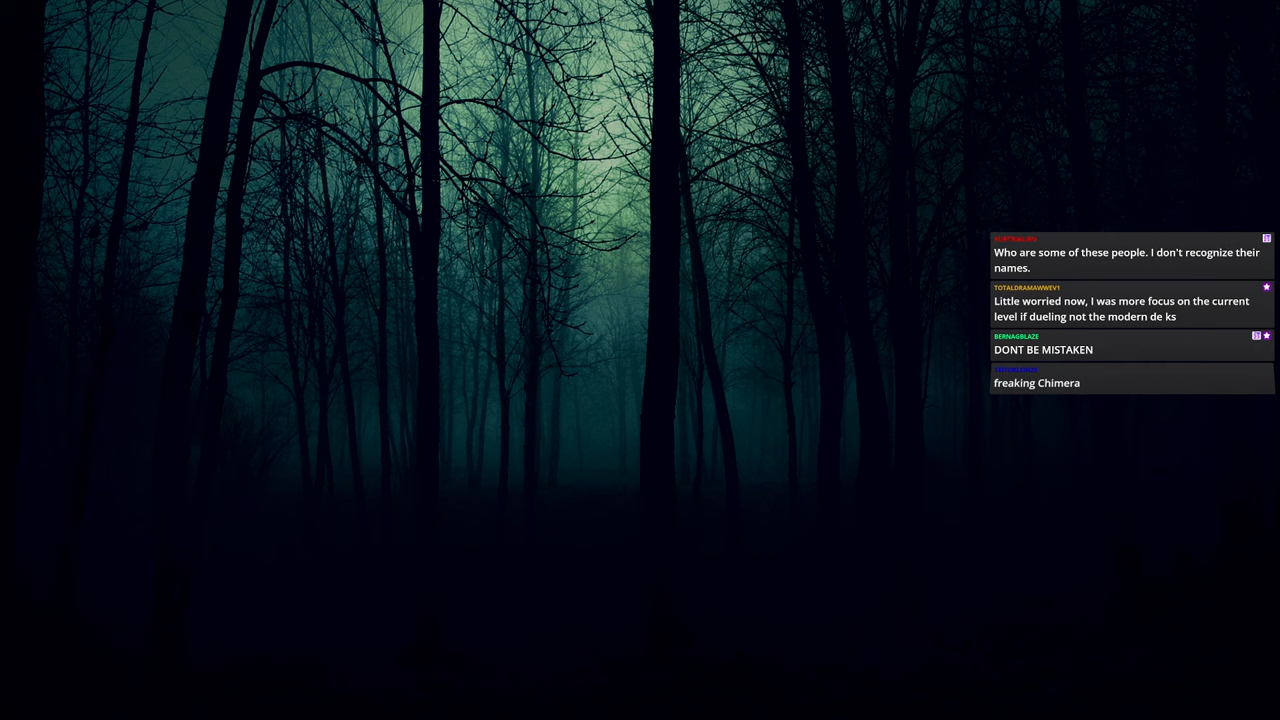 Who are some of these people. I don't recognize their
names.
TOTALDRAMAWWEV1
Little worried now, I was more focus on the current
level if dueling not the modern de ks
BERNAGBLAZE
DONT BE MISTAKEN
freaking Chimera